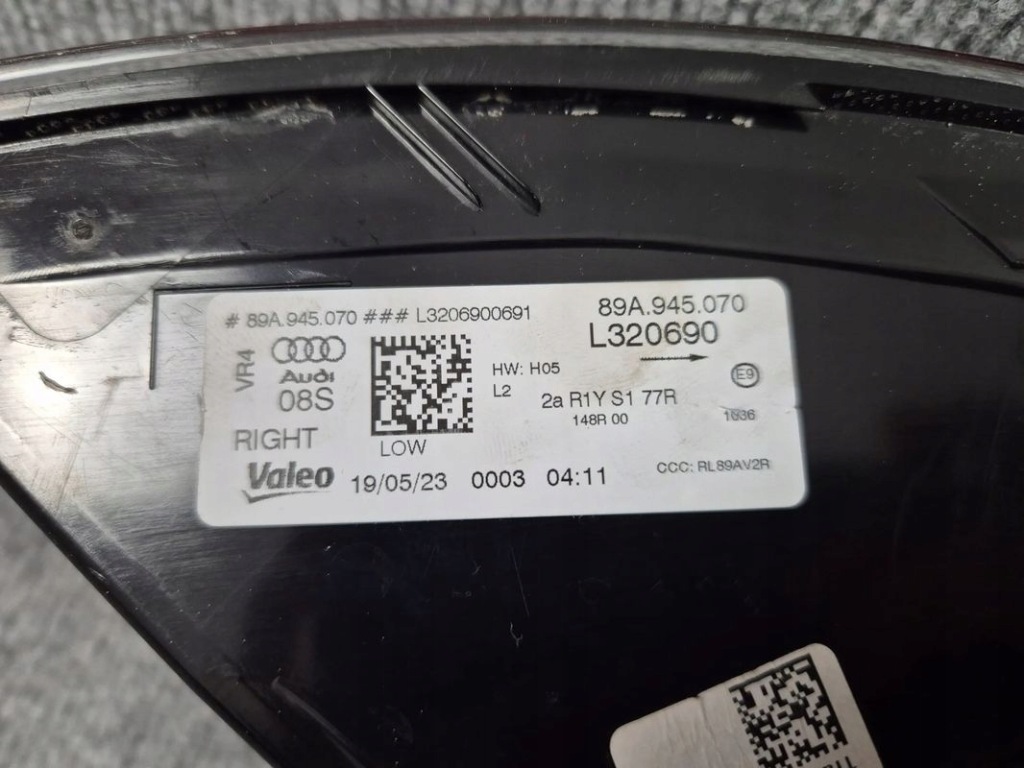 # 89A.945.070 ### L3206900691
89A.945.070
L320690
VR4
Audi
08S
HW: H05
L2
2a R1Y S1 77R
148R 00
E9
1036
RIGHT
LOW
Valeo
19/05/23 0003 04:11
CCC: RL89AV2R